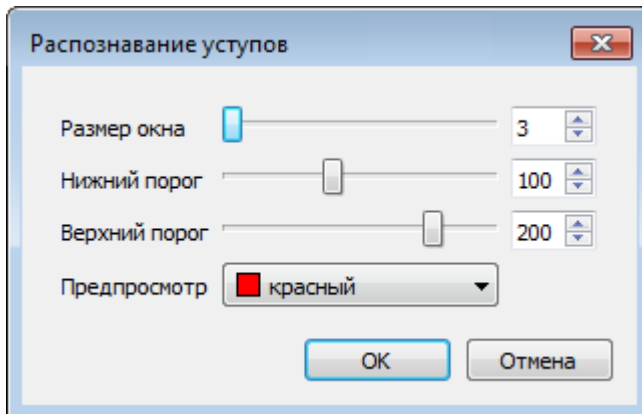 Распознавание уступов
Размер окна 3
Нижний порог 100
Верхний порог 200
Предпросмотр красный
OK Отмена